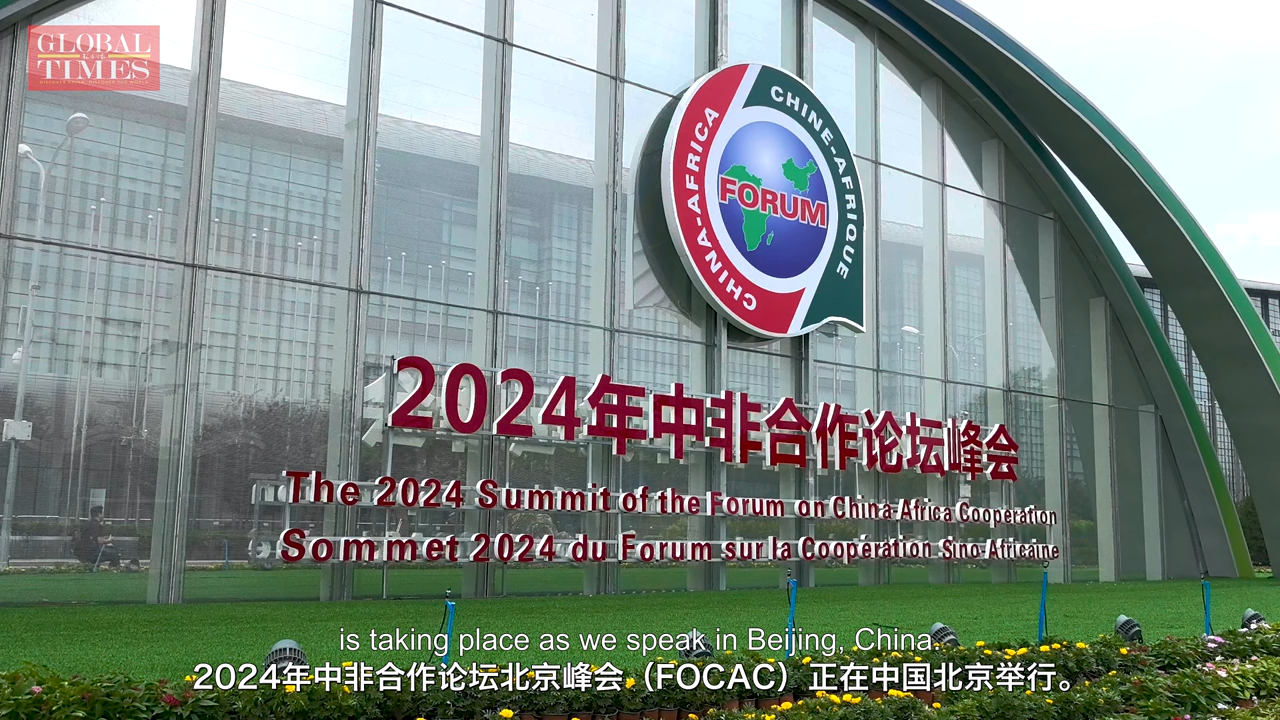 GLOBAL
TIMES
CHINE-AFRIQUE
CHINA-AFRICA
FORUM
2024年中非合作论坛峰会
The 2024 Summit of the Forum on China-Africa Cooperation
Sommet 2024 du Forum sur la Coopération Sino-Africaine
is taking place as we speak in Beijing, China.
2024年中非合作论坛北京峰会（FOCAC）正在中国北京举行。